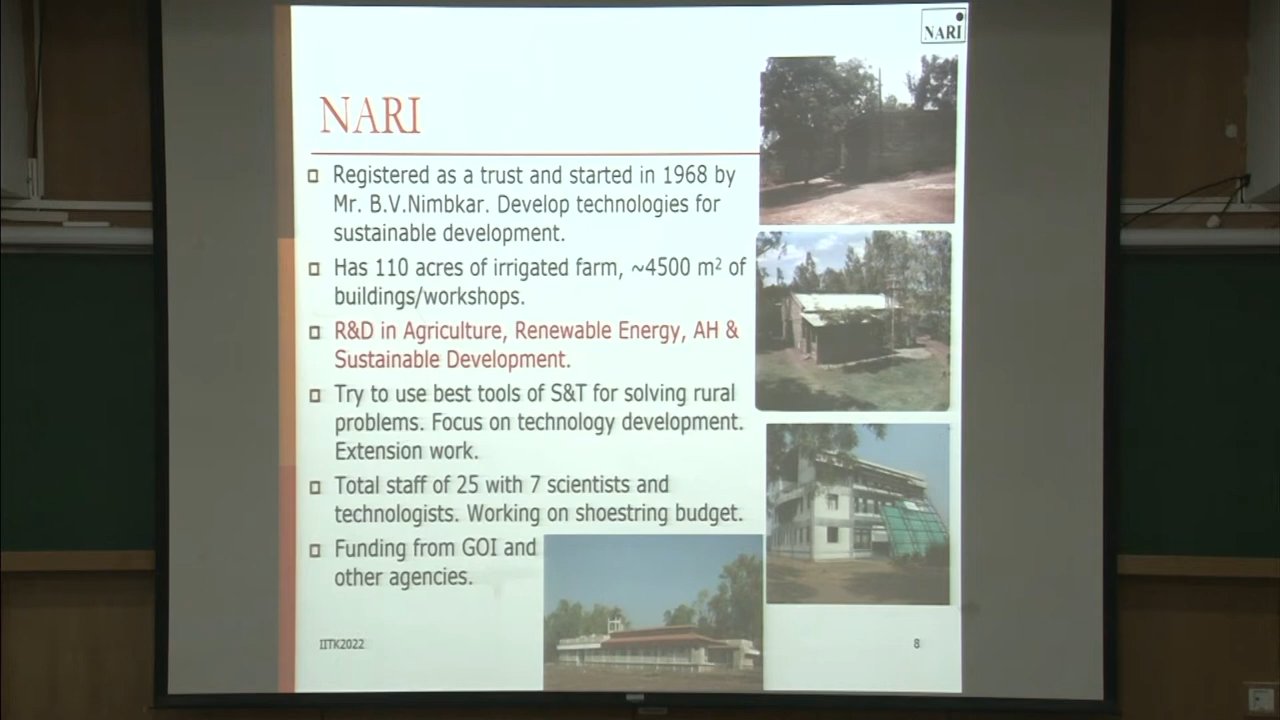 NARI
NARI
Registered as a trust and started in 1968 by
Mr. B.V.Nimbkar. Develop technologies for
sustainable development.
Has 110 acres of irrigated farm, ~4500 m² of
buildings/workshops.
R&D in Agriculture, Renewable Energy, AH &
Sustainable Development.
Try to use best tools of S&T for solving rural
problems. Focus on technology development.
Extension work.
Total staff of 25 with 7 scientists and
technologists. Working on shoestring budget.
Funding from GOI and
other agencies.
IITK2022
8